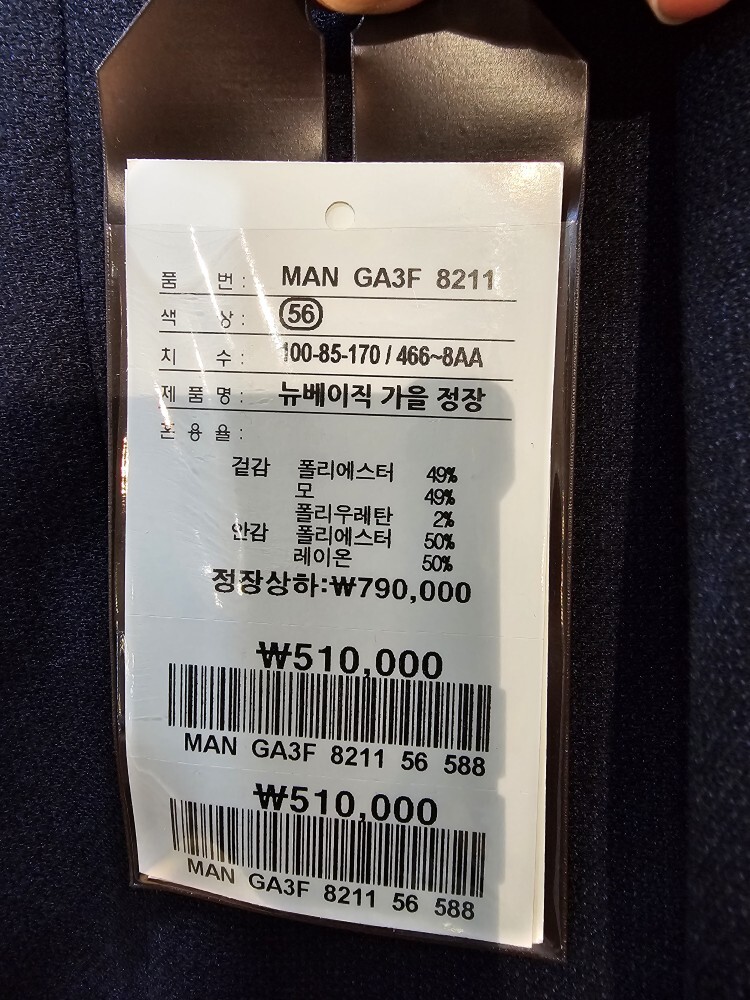 품 번 : MAN GA3F 8211
색 상 : 56
치 수 : 100-85-170 / 466~8AA
제 품 명 : 뉴베이직 가을 정장
혼 용 율 :
겉감 폴리에스터 49%
모 49%
폴리우레탄 2%
안감 폴리에스터 50%
레이온 50%
정장상하:₩790,000
₩510,000
MAN GA3F 8211 56 588
₩510,000
MAN GA3F 8211 56 588